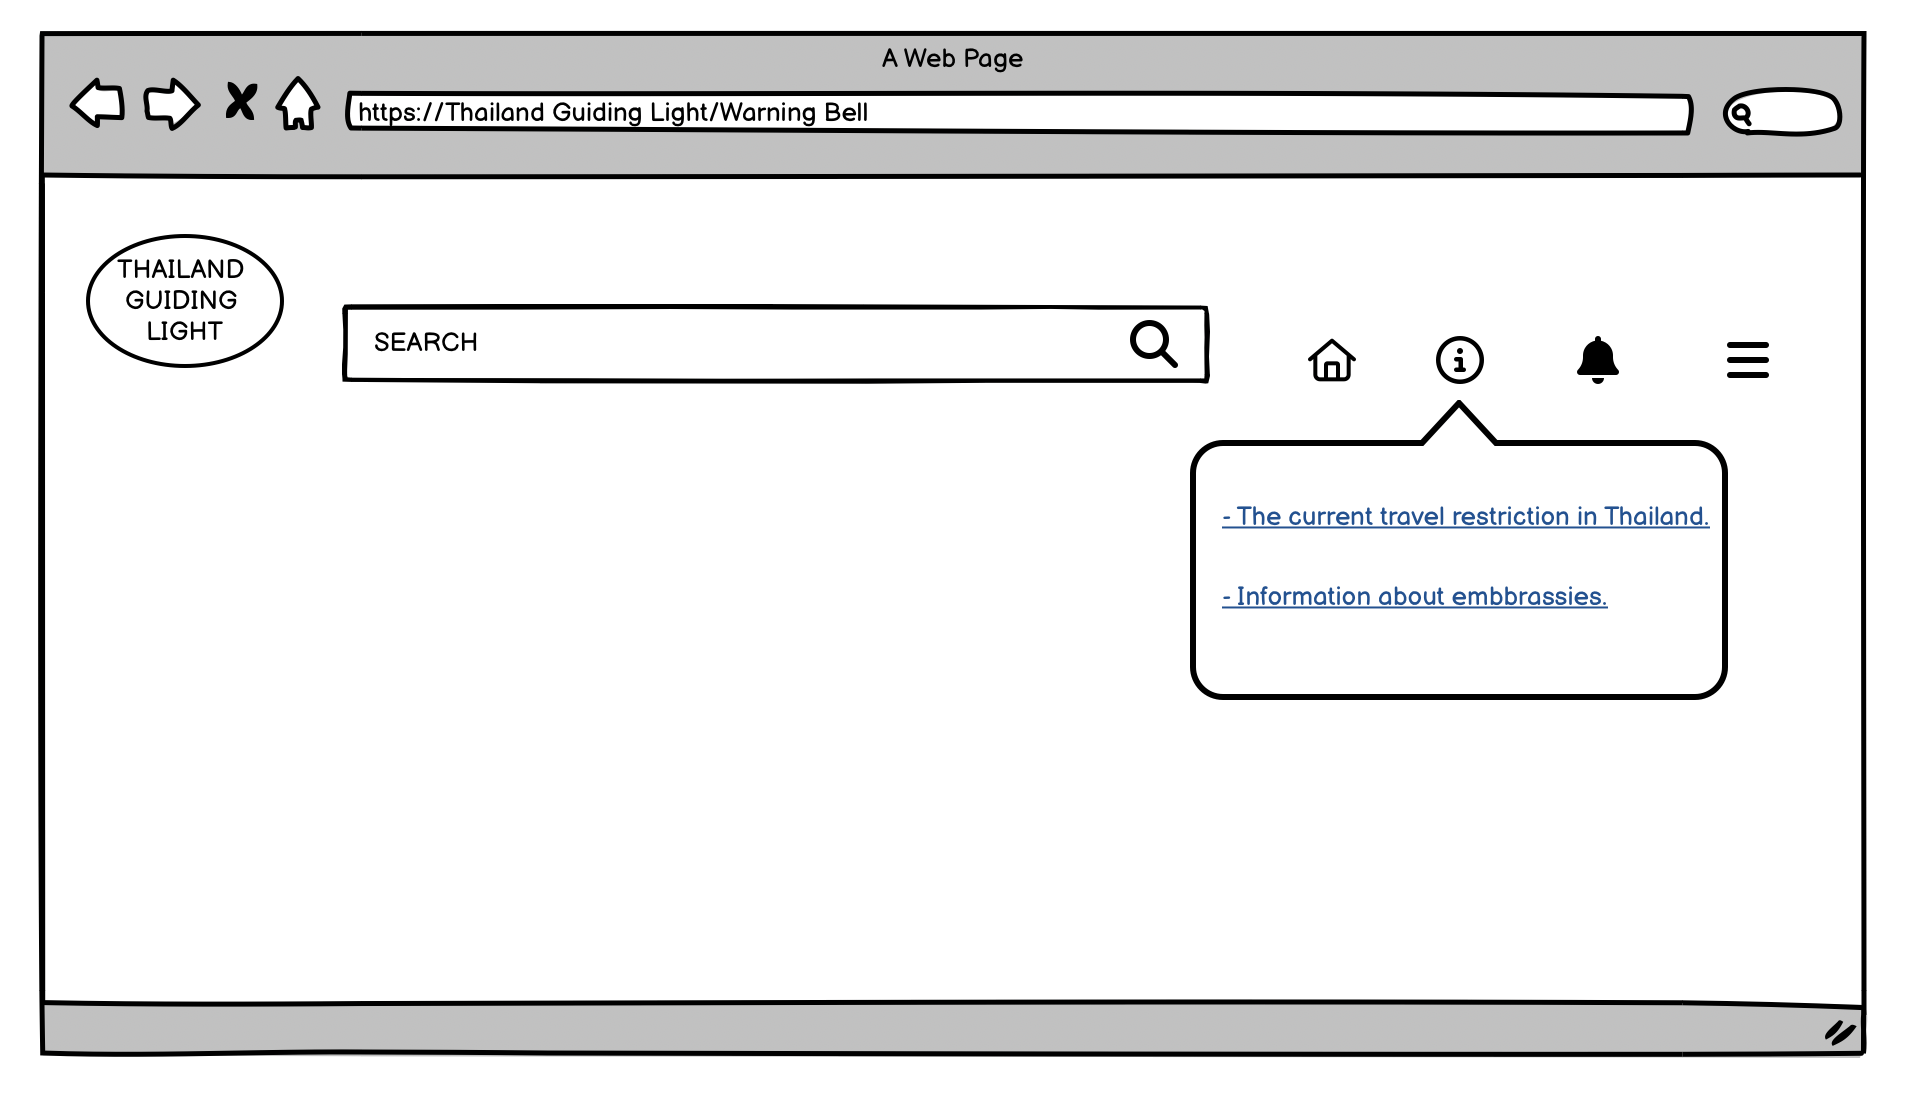 A Web Page
https://Thailand Guiding Light/Warning Bell
THAILAND
GUIDING
LIGHT
SEARCH
- The current travel restriction in Thailand.
- Information about embbrassies.